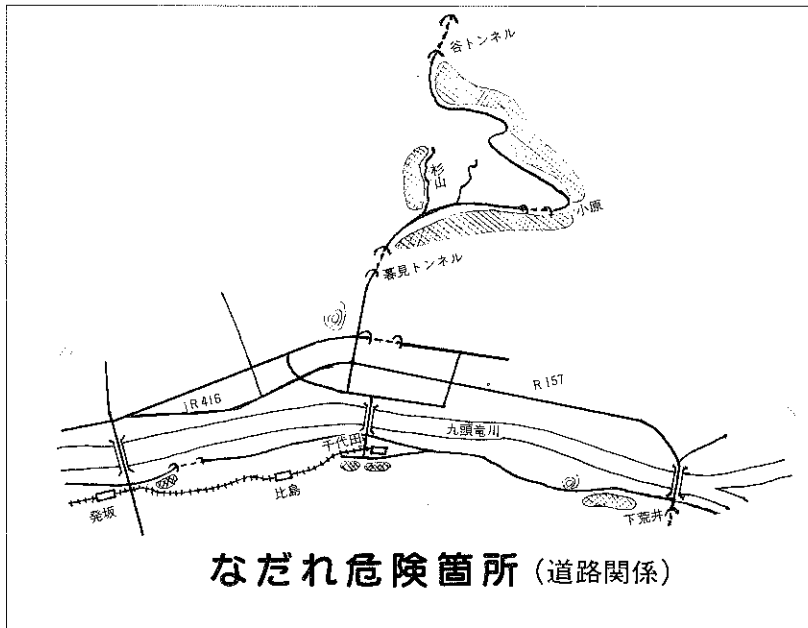 谷トンネル
杉山
小原
暮見トンネル
R416
R157
九頭竜川
千代田
比島
発坂
下荒井
なだれ危険箇所(道路関係)